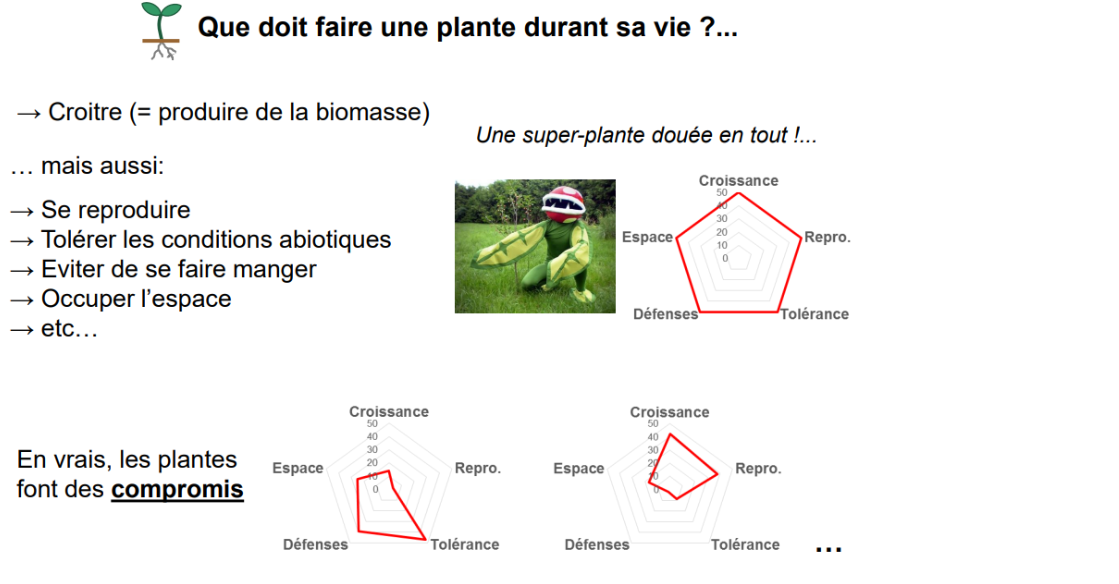 Que doit faire une plante durant sa vie ?...
→ Croitre (= produire de la biomasse)
… mais aussi:
→ Se reproduire
→ Tolérer les conditions abiotiques
→ Eviter de se faire manger
→ Occuper l’espace
→ etc…
Une super-plante douée en tout !...
Croissance
50
40
30
20
10
0
Espace
Repro.
Défenses
Tolérance
En vrais, les plantes
font des compromis
Croissance
50
40
30
20
10
0
Espace
Repro.
Défenses
Tolérance
Croissance
50
40
30
20
10
0
Espace
Repro.
Défenses
Tolérance
...